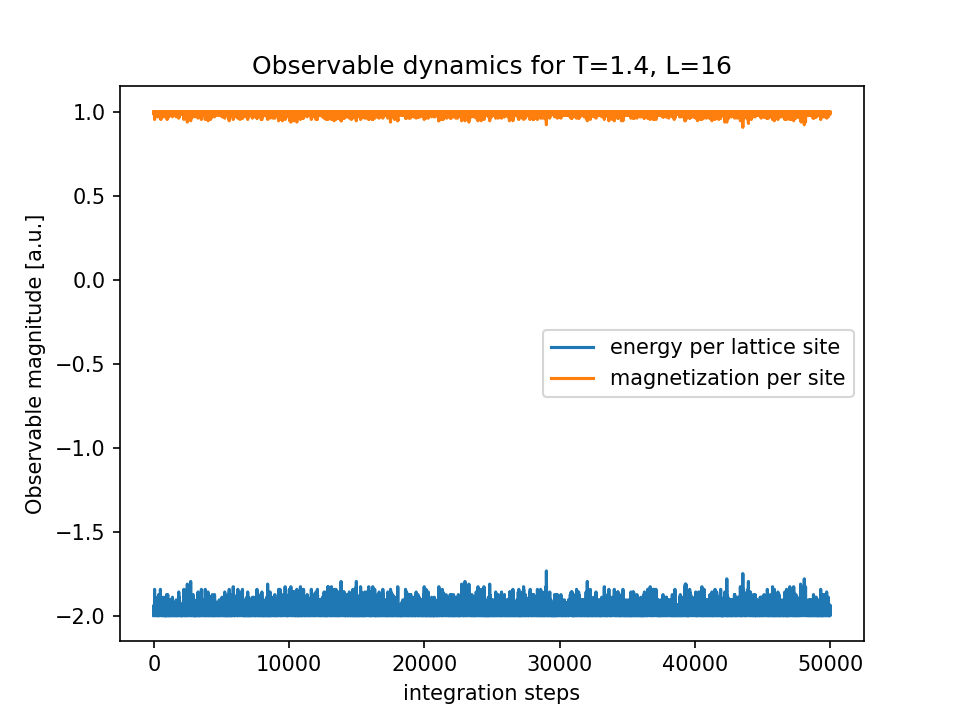 Observable dynamics for T=1.4, L=16
Observable magnitude [a.u.]
1.0
0.5
0.0
−0.5
−1.0
−1.5
−2.0
energy per lattice site
magnetization per site
0 10000 20000 30000 40000 50000
integration steps